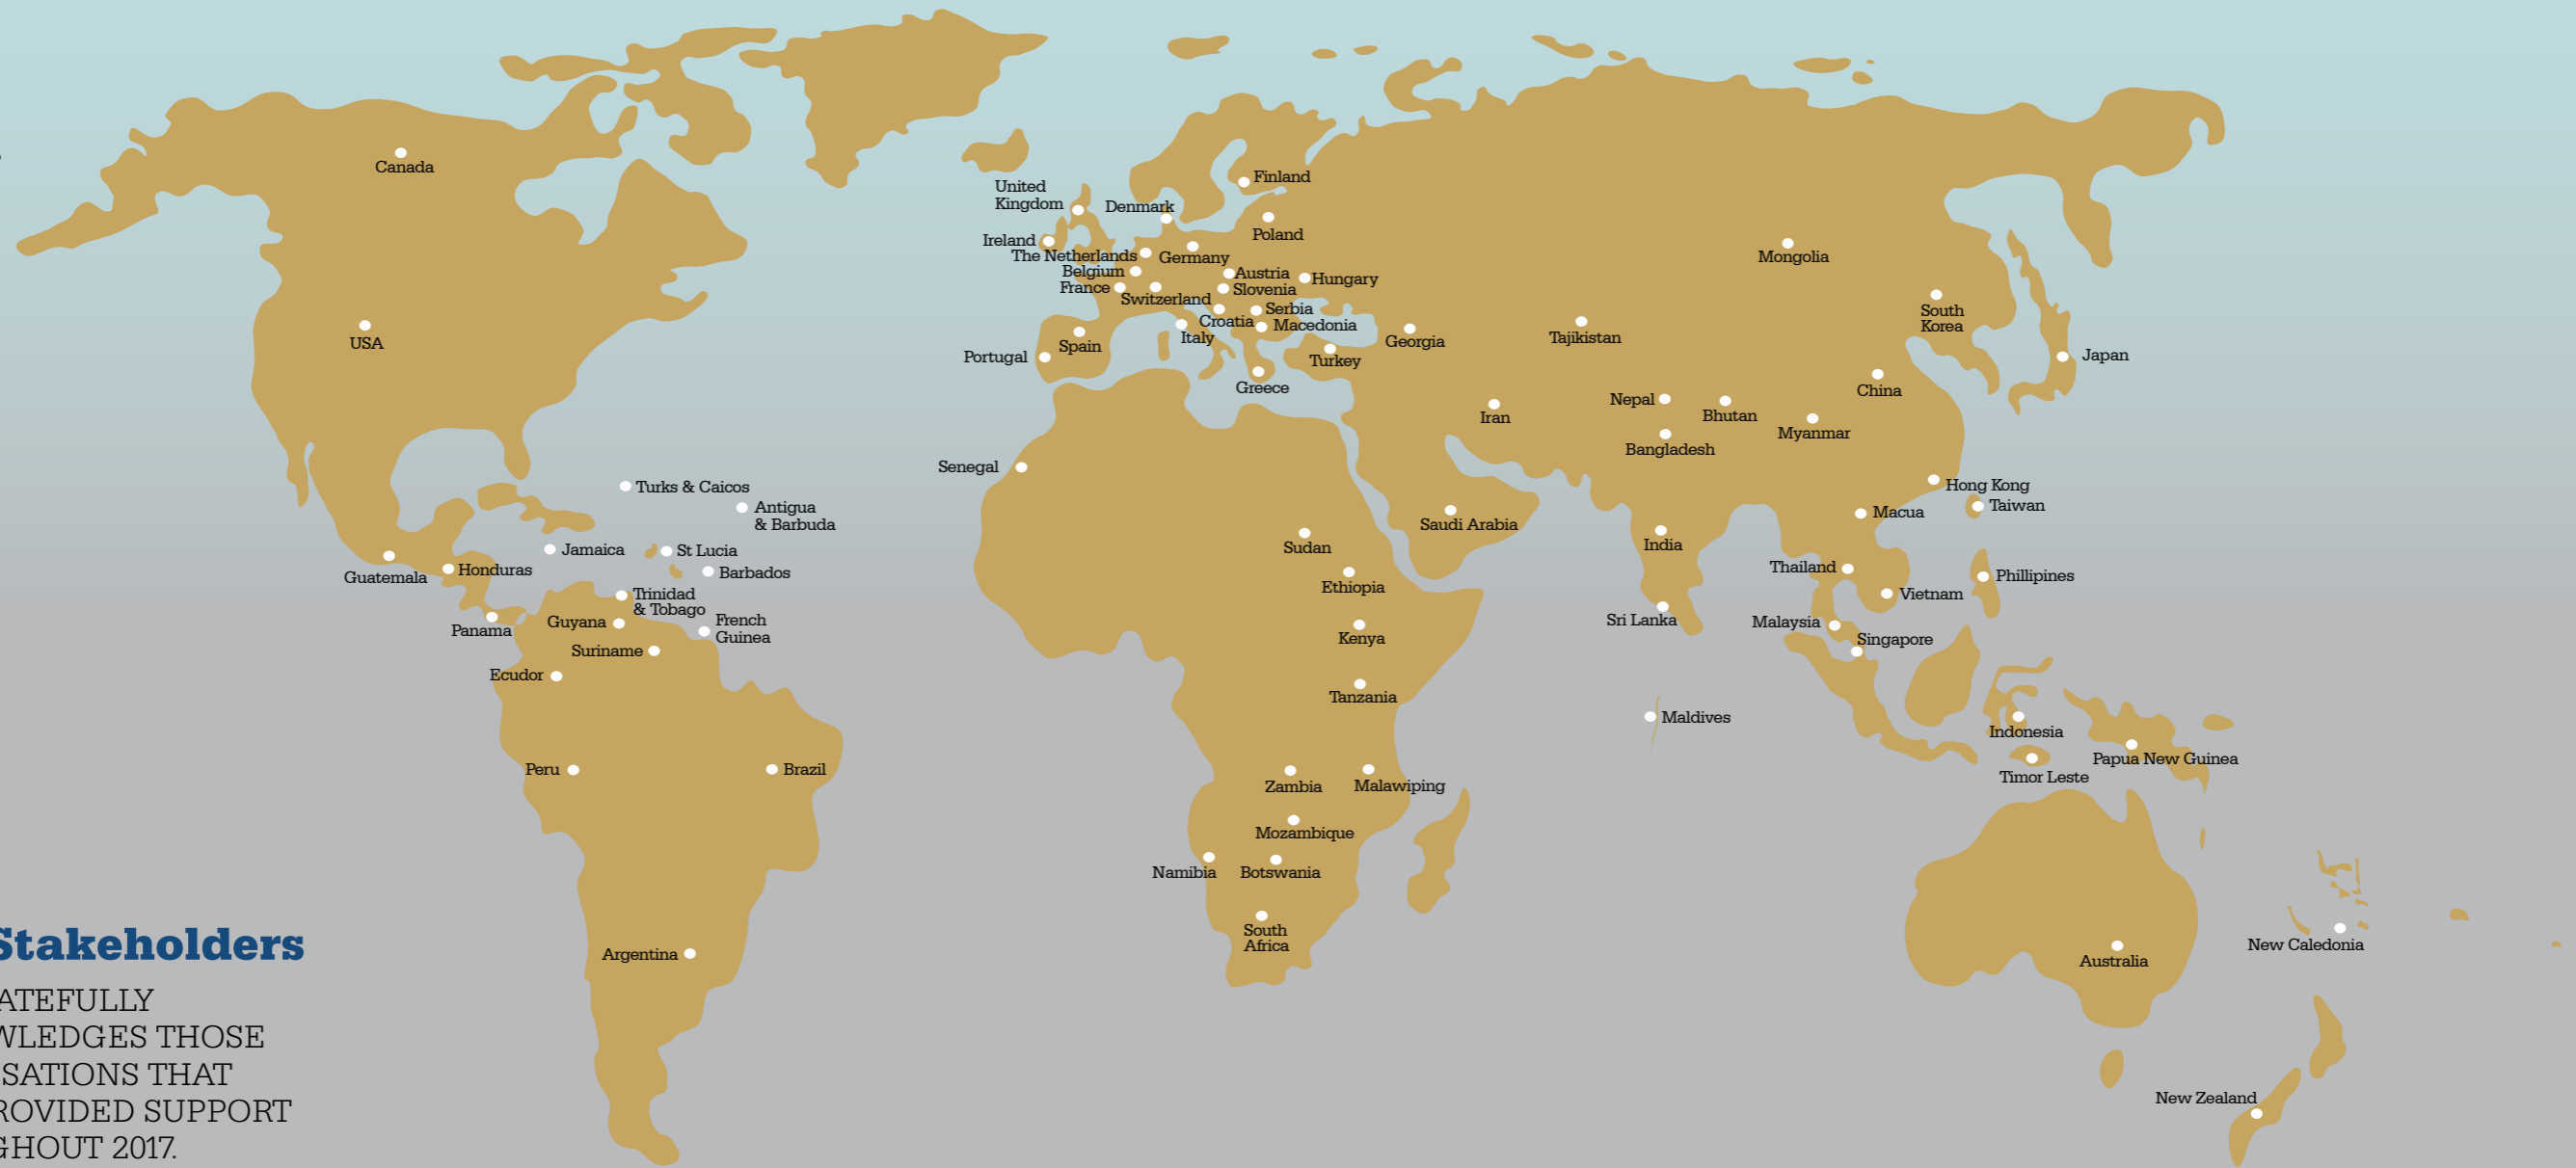 Canada
USA
Guatemala
Honduras
Panama
Turks & Caicos
Antigua
& Barbuda
Jamaica
St Lucia
Barbados
Trinidad
& Tobago
Guyana
French
Guinea
Suriname
Ecudor
Peru
Brazil
Argentina
United
Kingdom
Ireland
Denmark
Finland
Poland
The Netherlands
Germany
Belgium
France
Switzerland
Austria
Slovenia
Hungary
Croatia
Serbia
Macedonia
Italy
Spain
Portugal
Greece
Turkey
Georgia
Senegal
Sudan
Ethiopia
Kenya
Tanzania
Zambia
Malawiping
Mozambique
Namibia
Botswania
South
Africa
Saudi Arabia
Iran
Tajikistan
Mongolia
South
Korea
Japan
China
Nepal
Bhutan
Bangladesh
Myanmar
Hong Kong
Taiwan
Macua
India
Thailand
Phillipines
Vietnam
Sri Lanka
Malaysia
Singapore
Maldives
Indonesia
Timor Leste
Papua New Guinea
Australia
New Caledonia
New Zealand
Stakeholders
ATEFULLY
WLEDGES THOSE
SATIONS THAT
ROVIDED SUPPORT
GHOUT 2017.